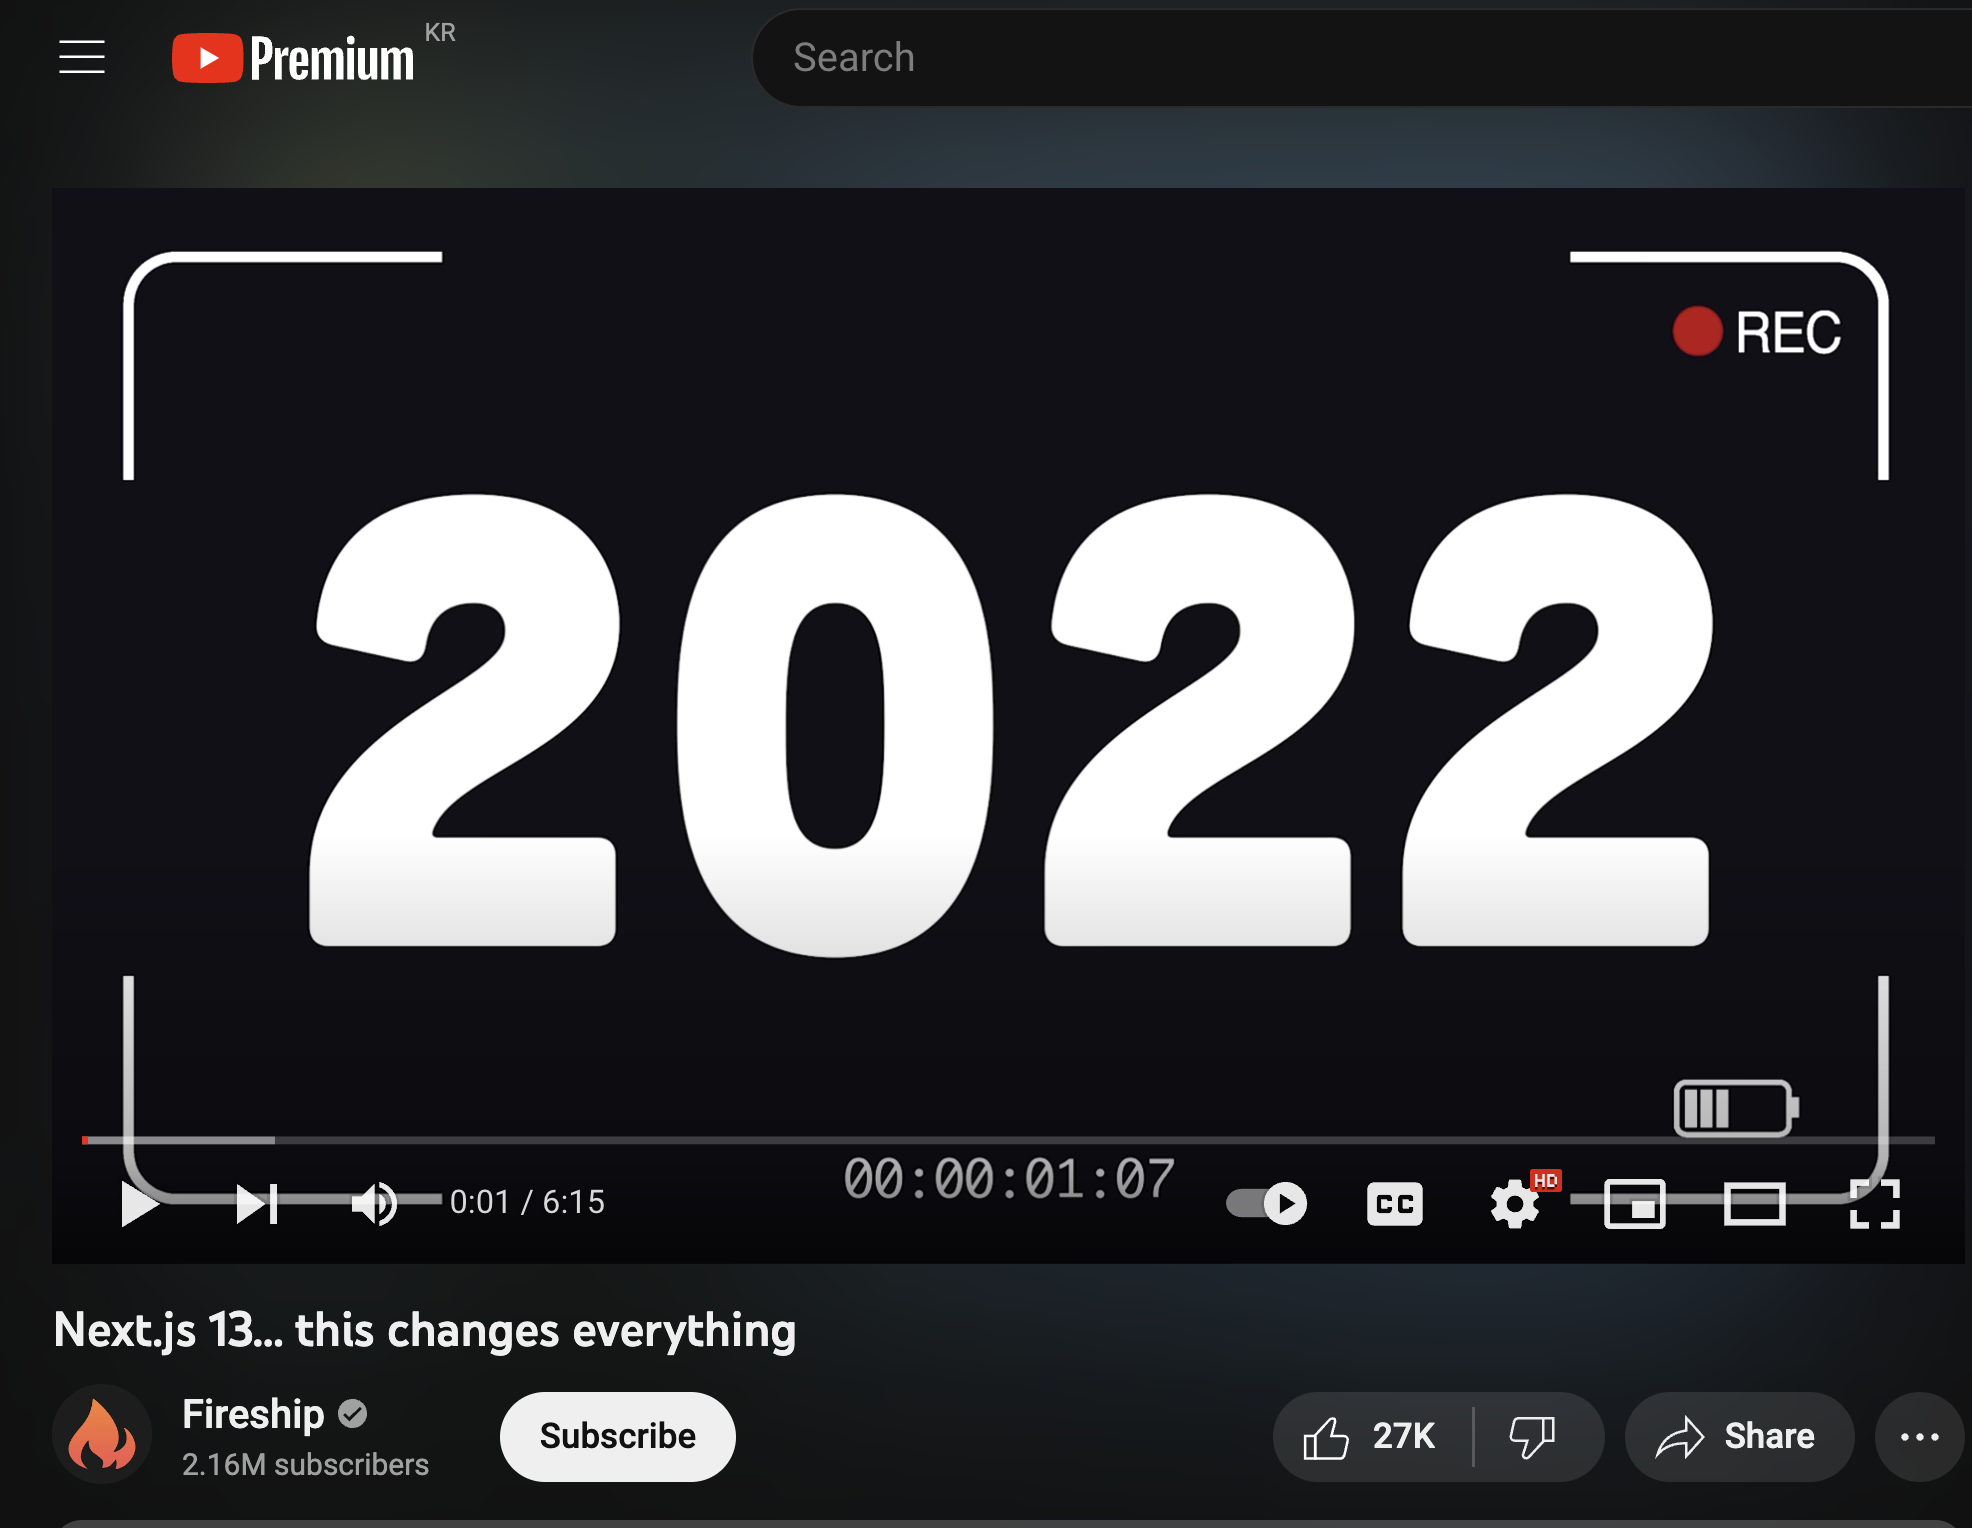 Premium KR
Search
REC
2022
00:00:01:07
0:01 / 6:15
CC
HD
Next.js 13... this changes everything
Fireship
2.16M subscribers
Subscribe
27K
Share